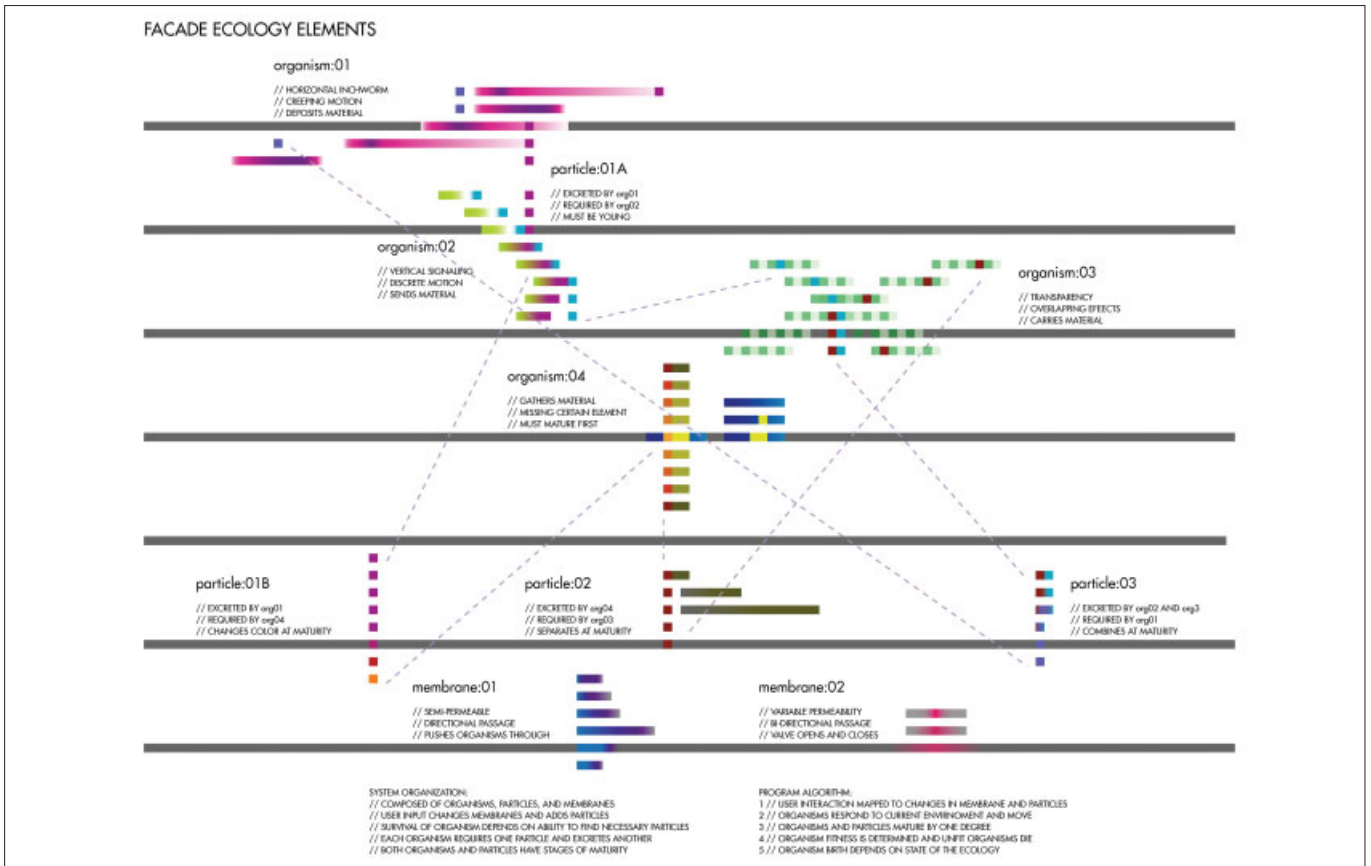 FACADE ECOLOGY ELEMENTS
organism:01
// HORIZONTAL INCHWORM
// CREEPING MOTION
// DEPOSITS MATERIAL
particle:01A
// EXCRETED BY org01
// REQUIRED BY org02
// MUST BE YOUNG
organism:02
// VERTICAL SIGNALING
// DISCRETE MOTION
// SENDS MATERIAL
organism:03
// TRANSPARENCY
// OVERLAPPING EFFECTS
// CARRIES MATERIAL
organism:04
// GATHERS MATERIAL
// MISSING CERTAIN ELEMENT
// MUST MATURE FIRST
particle:01B
// EXCRETED BY org01
// REQUIRED BY org04
// CHANGES COLOR AT MATURITY
particle:02
// EXCRETED BY org04
// REQUIRED BY org03
// SEPARATES AT MATURITY
particle:03
// EXCRETED BY org02 AND org3
// REQUIRED BY org01
// COMBINES AT MATURITY
membrane:01
// SEMI-PERMEABLE
// DIRECTIONAL PASSAGE
// PUSHES ORGANISMS THROUGH
membrane:02
// VARIABLE PERMEABILITY
// BI-DIRECTIONAL PASSAGE
// VALVE OPENS AND CLOSES
SYSTEM ORGANIZATION:
// COMPOSED OF ORGANISMS, PARTICLES, AND MEMBRANES
// USER INPUT CHANGES MEMBRANES AND ADDS PARTICLES
// SURVIVAL OF ORGANISM DEPENDS ON ABILITY TO FIND NECESSARY PARTICLES
// EACH ORGANISM REQUIRES ONE PARTICLE AND EXCRETES ANOTHER
// BOTH ORGANISMS AND PARTICLES HAVE STAGES OF MATURITY
PROGRAM ALGORITHM:
1 // USER INTERACTION MAPPED TO CHANGES IN MEMBRANE AND PARTICLES
2 // ORGANISMS RESPOND TO CURRENT ENVIRNOMENT AND MOVE
3 // ORGANISMS AND PARTICLES MATURE BY ONE DEGREE
4 // ORGANISM FITNESS IS DETERMINED AND UNFIT ORGANISMS DIE
5 // ORGANISM BIRTH DEPENDS ON STATE OF THE ECOLOGY